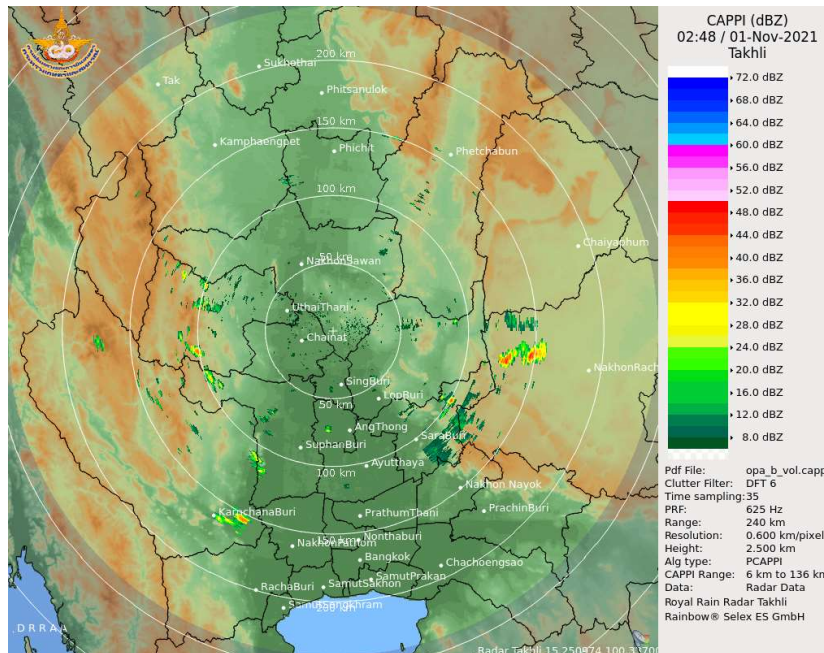 CAPPI (dBZ)
02:48 / 01-Nov-2021
Takhli
72.0 dBZ
68.0 dBZ
64.0 dBZ
60.0 dBZ
56.0 dBZ
52.0 dBZ
48.0 dBZ
44.0 dBZ
40.0 dBZ
36.0 dBZ
32.0 dBZ
28.0 dBZ
24.0 dBZ
20.0 dBZ
16.0 dBZ
12.0 dBZ
8.0 dBZ
Pdf File: opa_b_vol.capp
Clutter Filter: DFT 6
Time sampling:35
PRF: 625 Hz
Range: 240 km
Resolution: 0.600 km/pixel
Height: 2.500 km
Alg type: PCAPPI
CAPPI Range: 6 km to 136 km
Data: Radar Data
Royal Rain Radar Takhli
Rainbow® Selex ES GmbH
200 km
Sukhothai
Tak
Phitsanulok
150 km
Kamphaengpet
Phichit
Phetchabun
100 km
Chaiyaphum
50 km
NakhonSawan
UthaiThani
Chainat
NakhonRach
SingBuri
LopBuri
50 km
AngThong
SaraBuri
SuphanBuri
Ayutthaya
100 km
Nakhon Nayok
KanchanaBuri
PrathumThani
PrachinBuri
150 km
Nonthaburi
NakhonPathom
Bangkok
Chachoengsao
SamutPrakan
RachaBuri
SamutSakhon
SamutSongkhram
200 km
. D R R A A